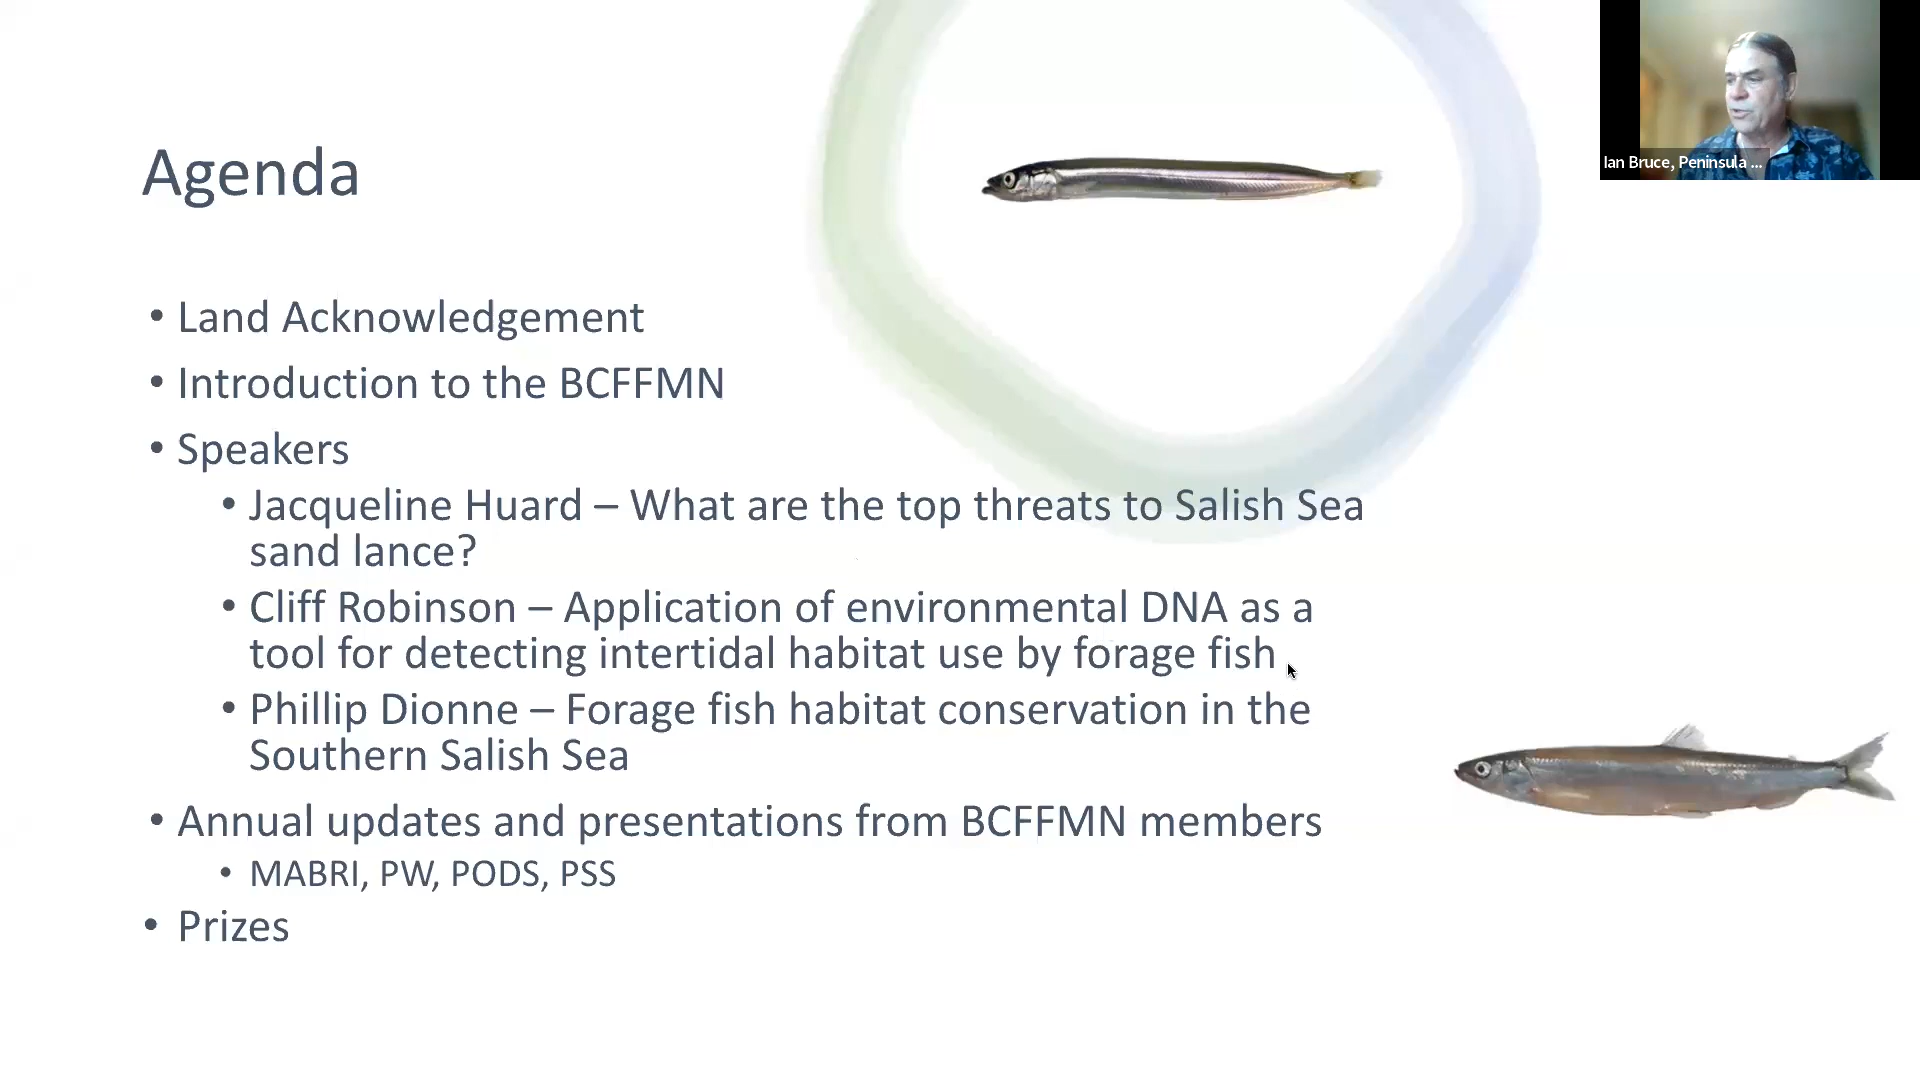 Agenda
Ian Bruce, Peninsula ...
• Land Acknowledgement
• Introduction to the BCFFMN
• Speakers
• Jacqueline Huard – What are the top threats to Salish Sea
sand lance?
• Cliff Robinson – Application of environmental DNA as a
tool for detecting intertidal habitat use by forage fish
• Phillip Dionne – Forage fish habitat conservation in the
Southern Salish Sea
• Annual updates and presentations from BCFFMN members
• MABRI, PW, PODS, PSS
• Prizes